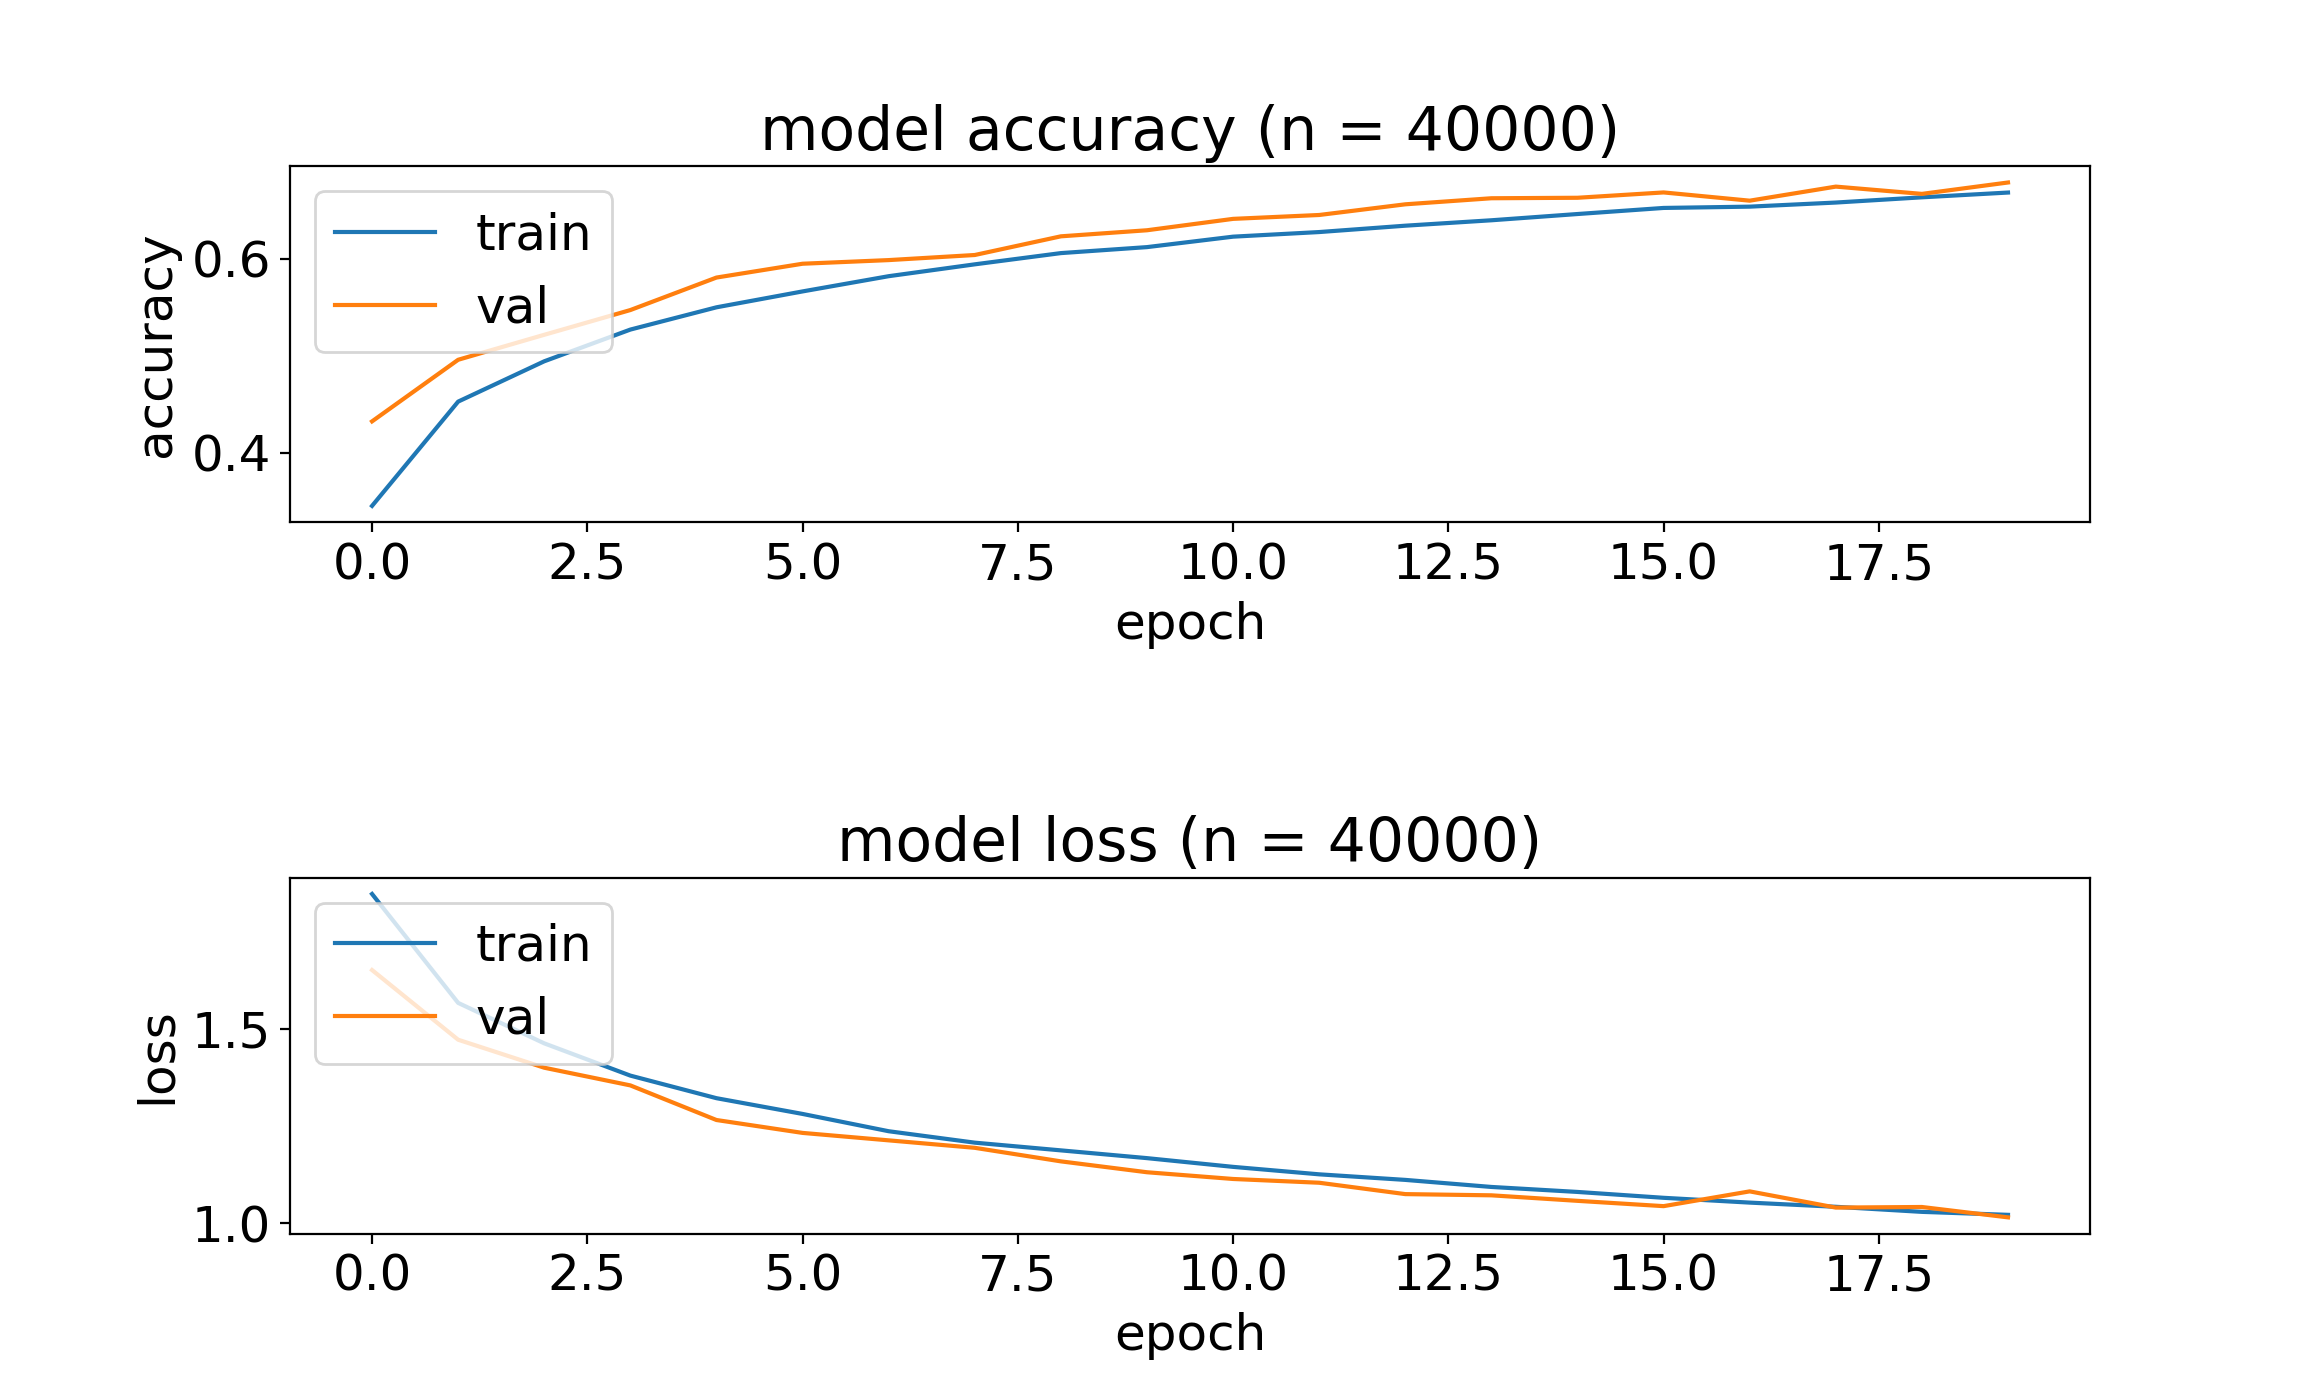 model accuracy (n = 40000)
train
val
accuracy
0.6
0.4
0.0 2.5 5.0 7.5 10.0 12.5 15.0 17.5
epoch
model loss (n = 40000)
train
val
loss
1.5
1.0
0.0 2.5 5.0 7.5 10.0 12.5 15.0 17.5
epoch